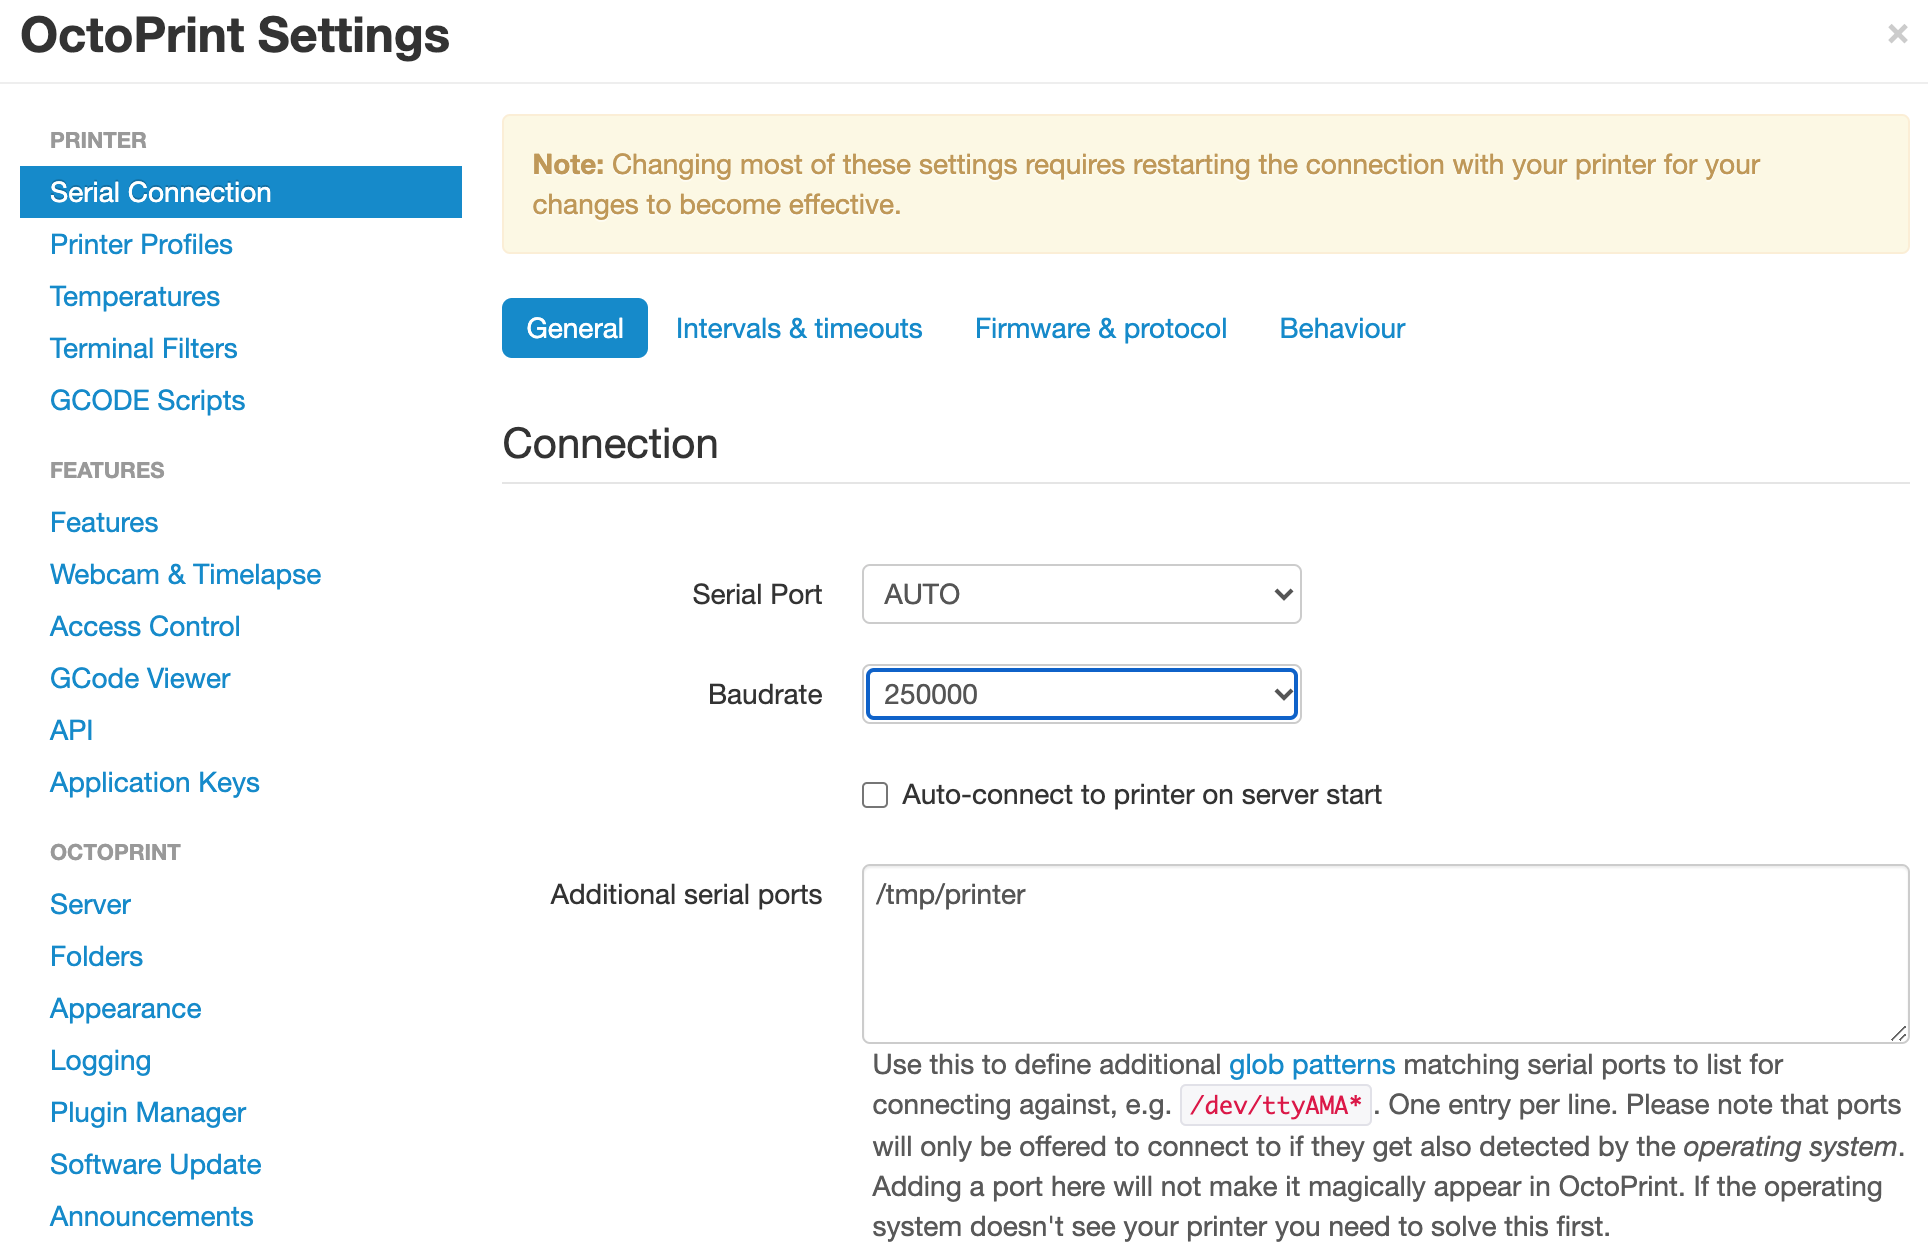 OctoPrint Settings
×
PRINTER
Serial Connection
Printer Profiles
Temperatures
Terminal Filters
GCODE Scripts
FEATURES
Features
Webcam & Timelapse
Access Control
GCode Viewer
API
Application Keys
OCTOPRINT
Server
Folders
Appearance
Logging
Plugin Manager
Software Update
Announcements
Note: Changing most of these settings requires restarting the connection with your printer for your
changes to become effective.
General Intervals & timeouts Firmware & protocol Behaviour
Connection
Serial Port AUTO
Baudrate 250000
Auto-connect to printer on server start
Additional serial ports /tmp/printer
Use this to define additional glob patterns matching serial ports to list for
connecting against, e.g. /dev/ttyAMA* . One entry per line. Please note that ports
will only be offered to connect to if they get also detected by the operating system.
Adding a port here will not make it magically appear in OctoPrint. If the operating
system doesn't see your printer you need to solve this first.